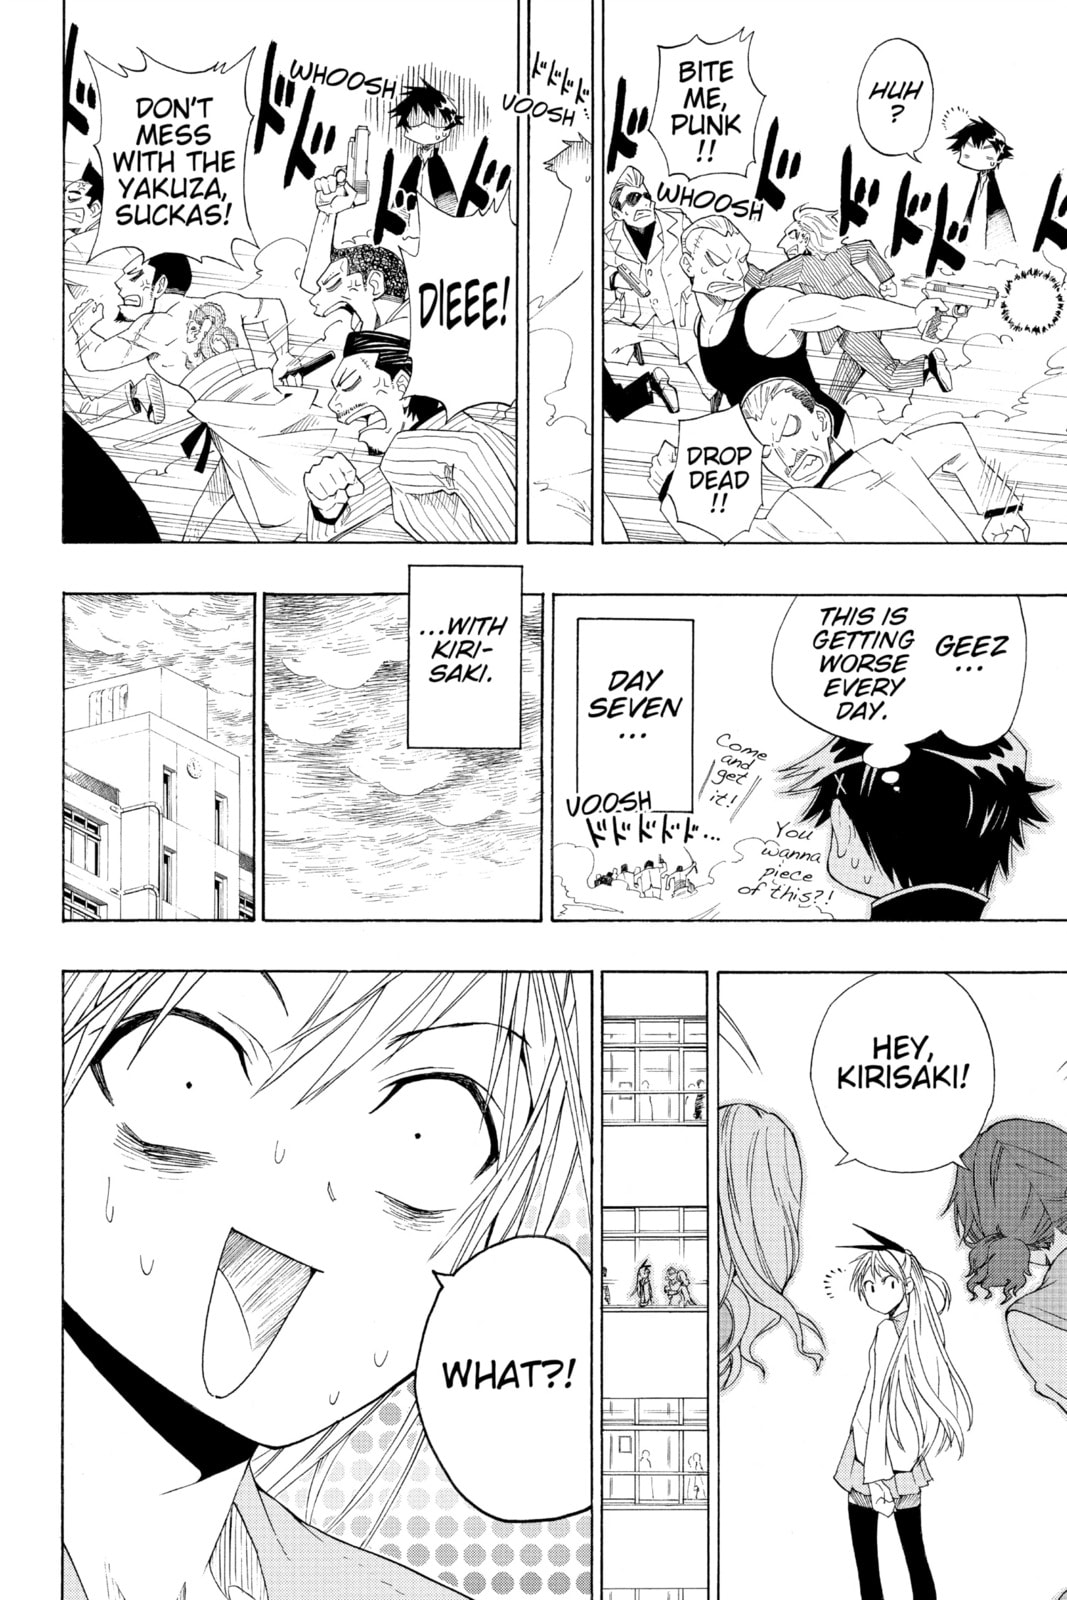 HUH
?
BITE
ME,
PUNK
!!
WHOOSH
ドドドド
DROP
DEAD
!!
ドドドド
VOOSH
WHOOSH
ドドドド
DON'T
MESS
WITH THE
YAKUZA,
SUCKAS!
DIEEE!
GEEZ
...
THIS IS
GETTING
WORSE
EVERY
DAY.
Come
and
get
it!
You
wanna
piece
of this?!
DAY
SEVEN
...
VOOSH
ドドドドド...
...WITH
KIRI-
SAKI.
HEY,
KIRISAKI!
WHAT?!